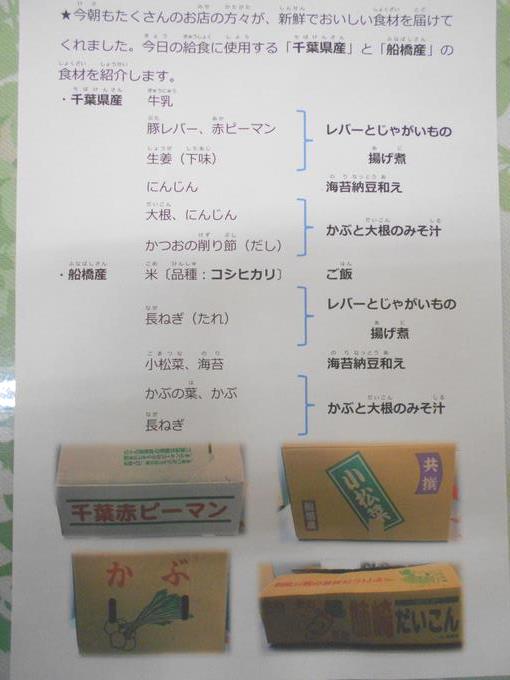 ★今朝もたくさんのお店の方々が、新鮮でおいしい食材を届けて
くれました。今日の給食に使用する「千葉県産」と「船橋産」の
食材を紹介します。
・千葉県産 牛乳
豚レバー、赤ピーマン
生姜（下味）
レバーとじゃがいもの
揚げ煮
にんじん 海苔納豆和え
大根、にんじん
かつおの削り節（だし）
かぶと大根のみそ汁
・船橋産 米〔品種：コシヒカリ〕 ご飯
長ねぎ（たれ）
レバーとじゃがいもの
揚げ煮
小松菜、海苔 海苔納豆和え
かぶの葉、かぶ
長ねぎ
かぶと大根のみそ汁
千葉赤ピーマン
小松菜
共撰
かぶ
だいこん